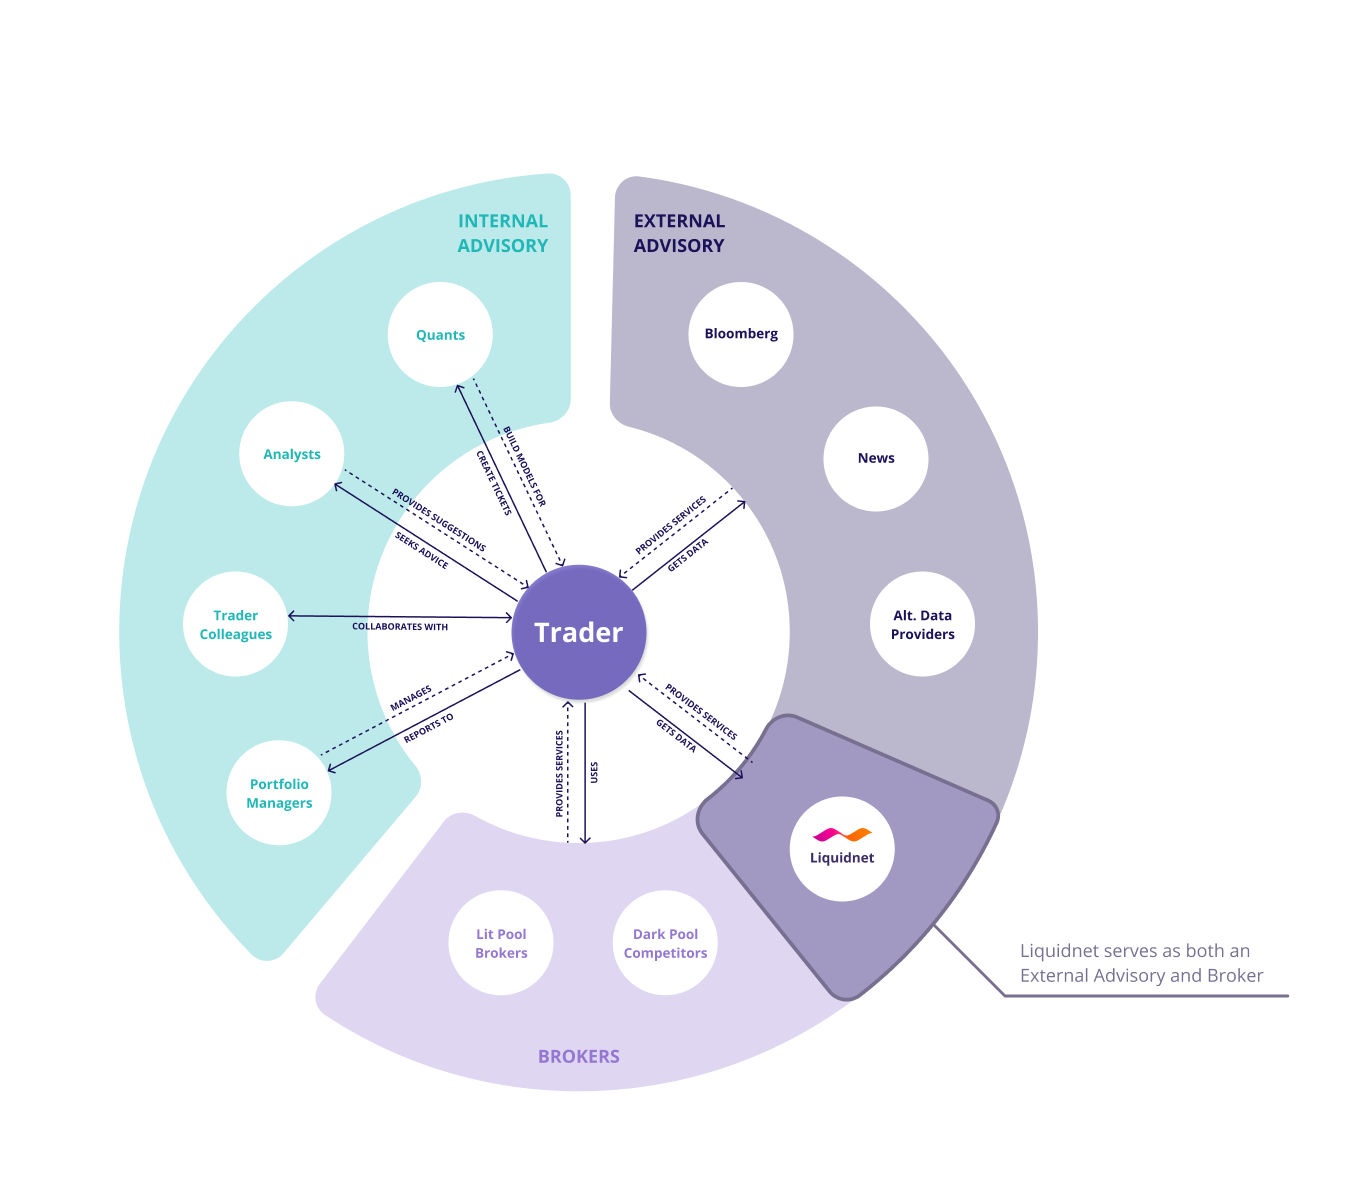 INTERNAL
ADVISORY
EXTERNAL
ADVISORY
Quants
Bloomberg
Analysts
News
BUILD MODELS FOR
CREATE TICKETS
PROVIDES SUGGESTIONS
SEEKS ADVICE
PROVIDES SERVICES
GETS DATA
Trader
Colleagues
COLLABORATES WITH
Trader
Alt. Data
Providers
MANAGES
REPORTS TO
PROVIDES SERVICES
GETS DATA
PROVIDES SERVICES
USES
Portfolio
Managers
Liquidnet
Lit Pool
Brokers
Dark Pool
Competitors
Liquidnet serves as both an
External Advisory and Broker
BROKERS